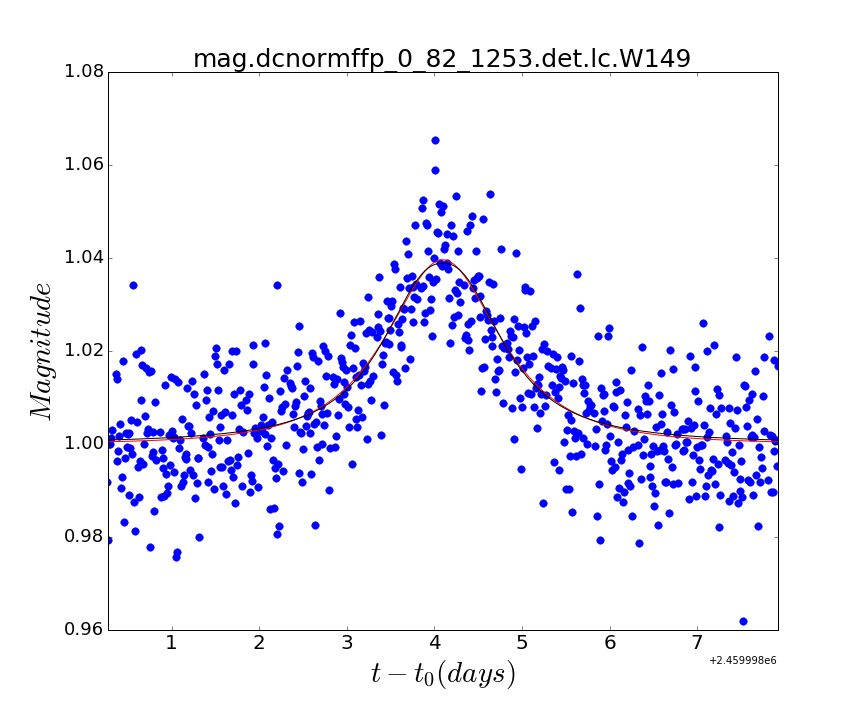 mag.dcnormffp_0_82_1253.det.lc.W149
1.08
1.06
1.04
1.02
1.00
0.98
0.96
Magnitude
1 2 3 4 5 6 7
+2.459998e6
t − t₀(days)